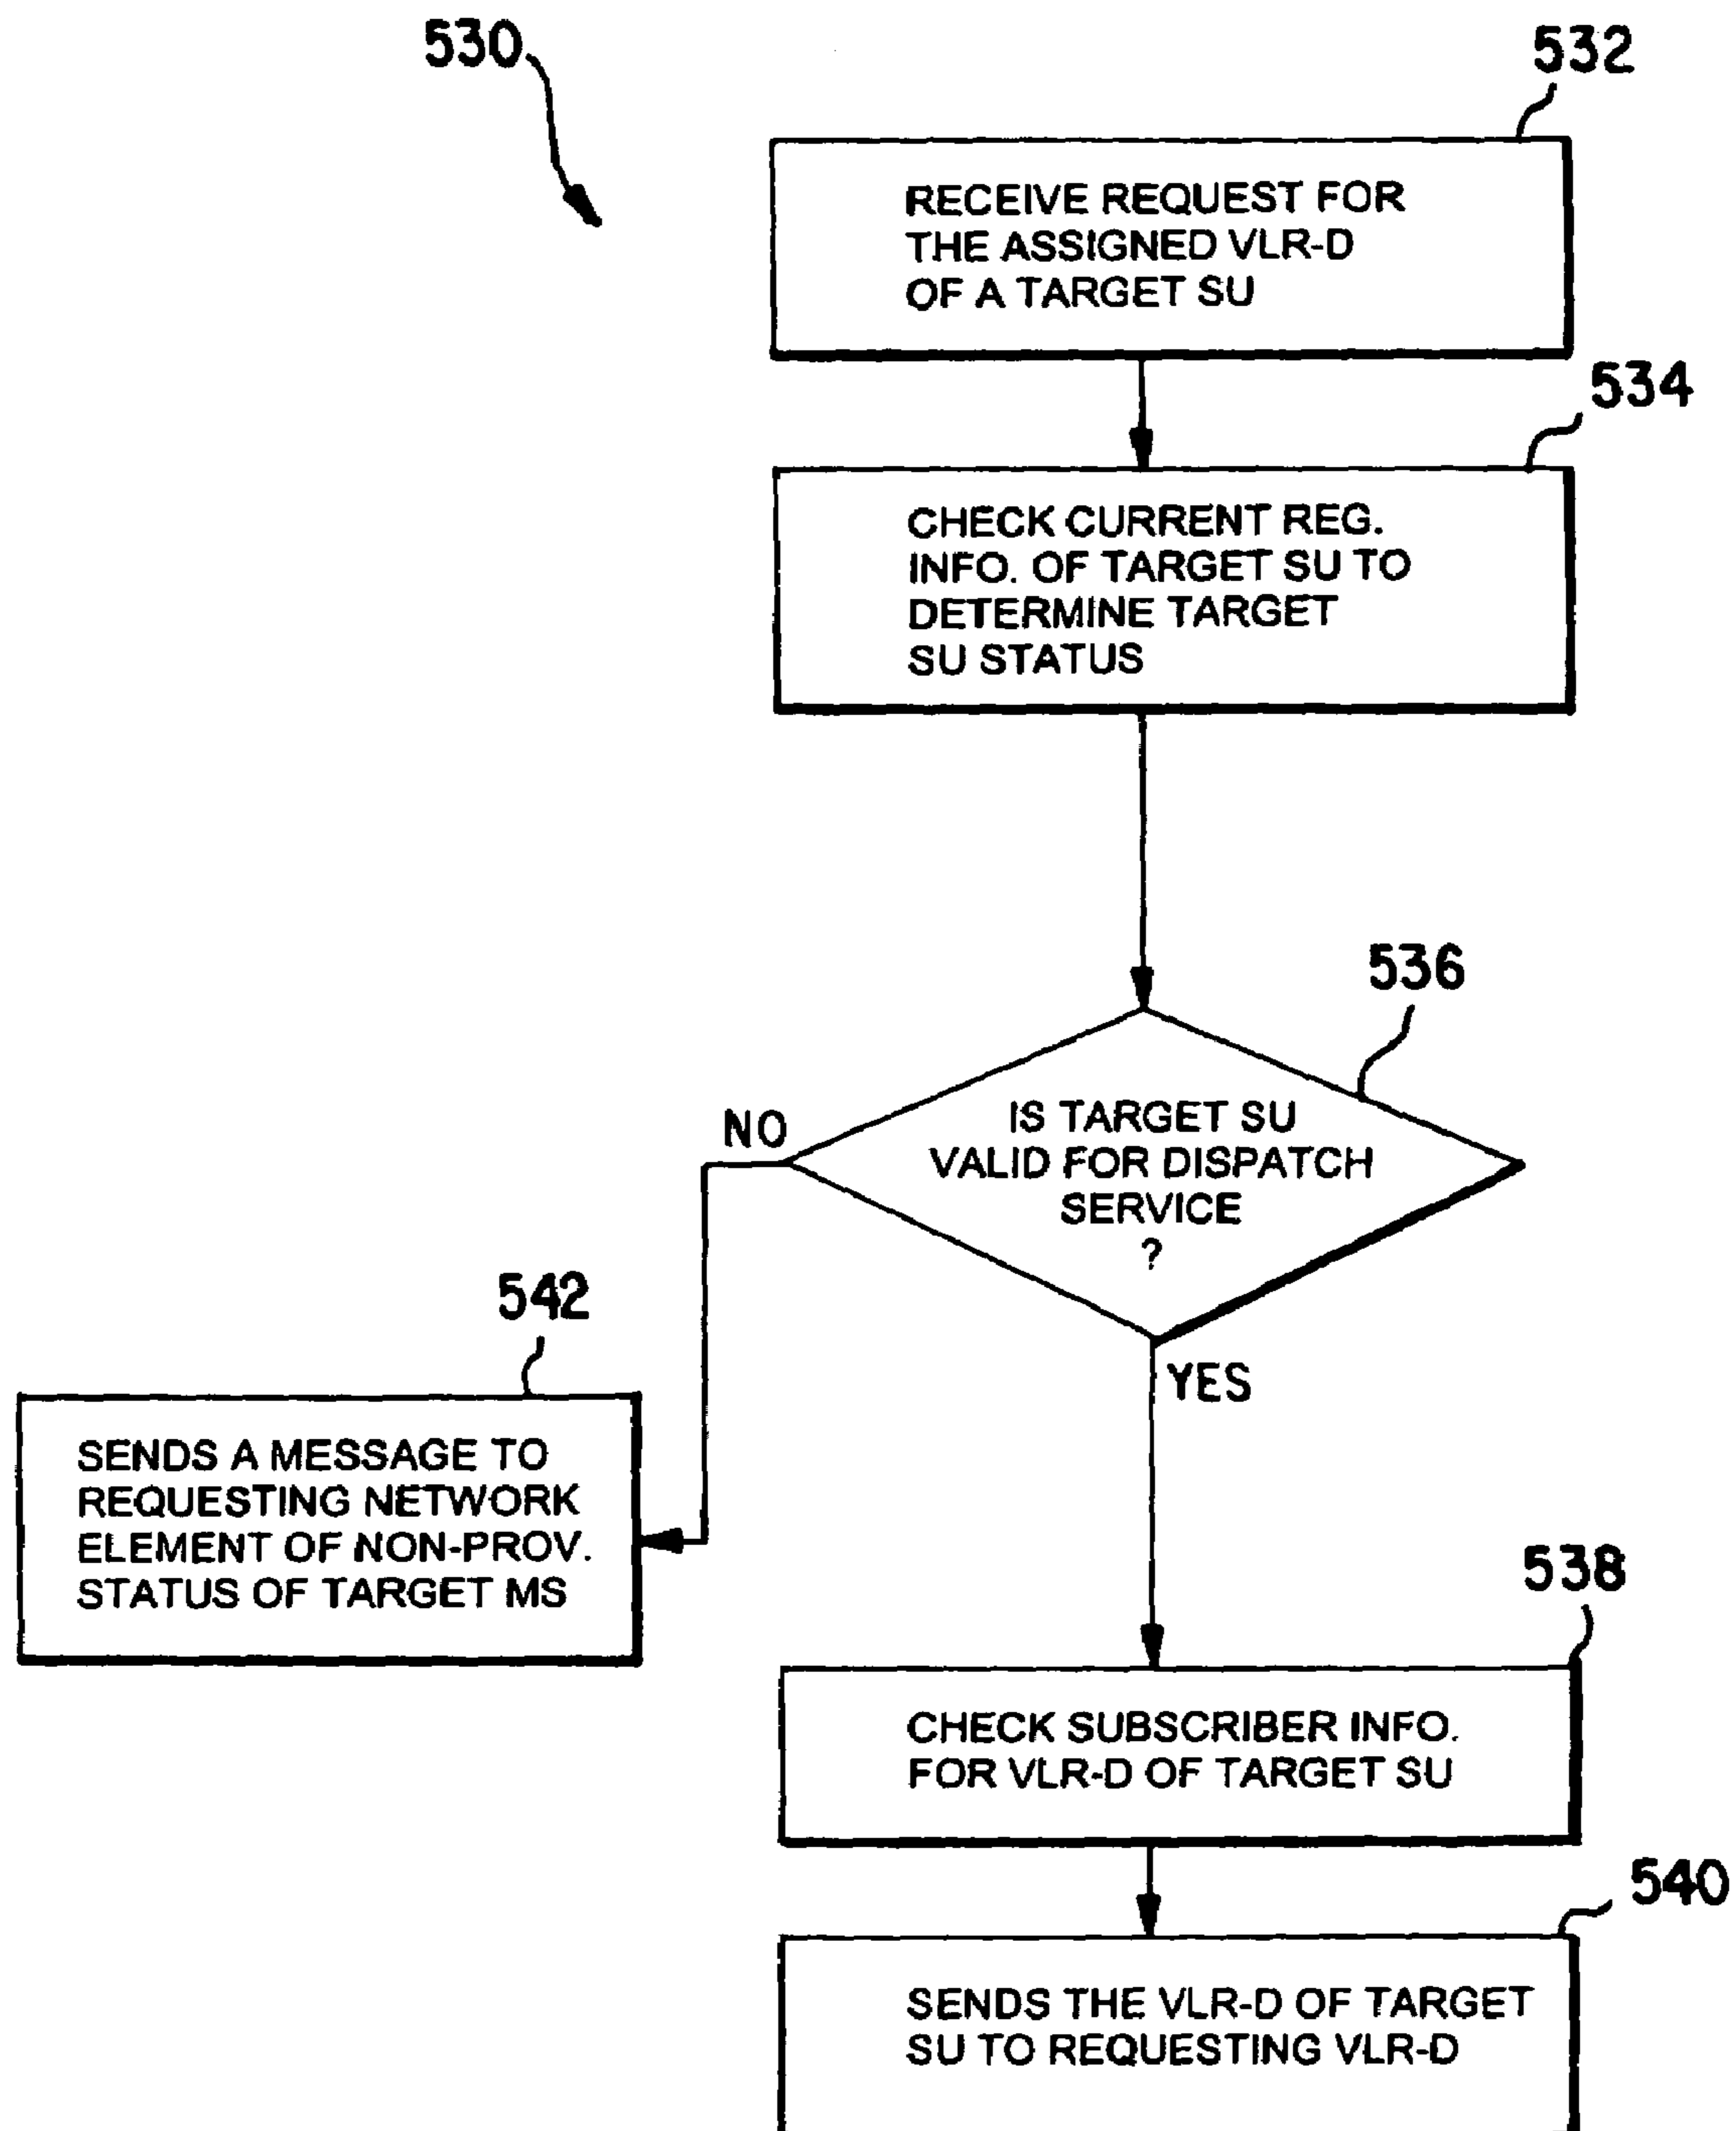 530
532
RECEIVE REQUEST FOR
THE ASSIGNED VLR-D
OF A TARGET SU
534
CHECK CURRENT REG.
INFO. OF TARGET SU TO
DETERMINE TARGET
SU STATUS
536
IS TARGET SU
VALID FOR DISPATCH
SERVICE
?
NO
YES
542
SENDS A MESSAGE TO
REQUESTING NETWORK
ELEMENT OF NON-PROV.
STATUS OF TARGET MS
538
CHECK SUBSCRIBER INFO.
FOR VLR-D OF TARGET SU
540
SENDS THE VLR-D OF TARGET
SU TO REQUESTING VLR-D